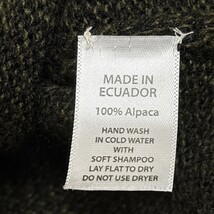 MADE IN
ECUADOR
100% Alpaca
HAND WASH
IN COLD WATER
WITH
SOFT SHAMPOO
LAY FLAT TO DRY
DO NOT USE DRYER